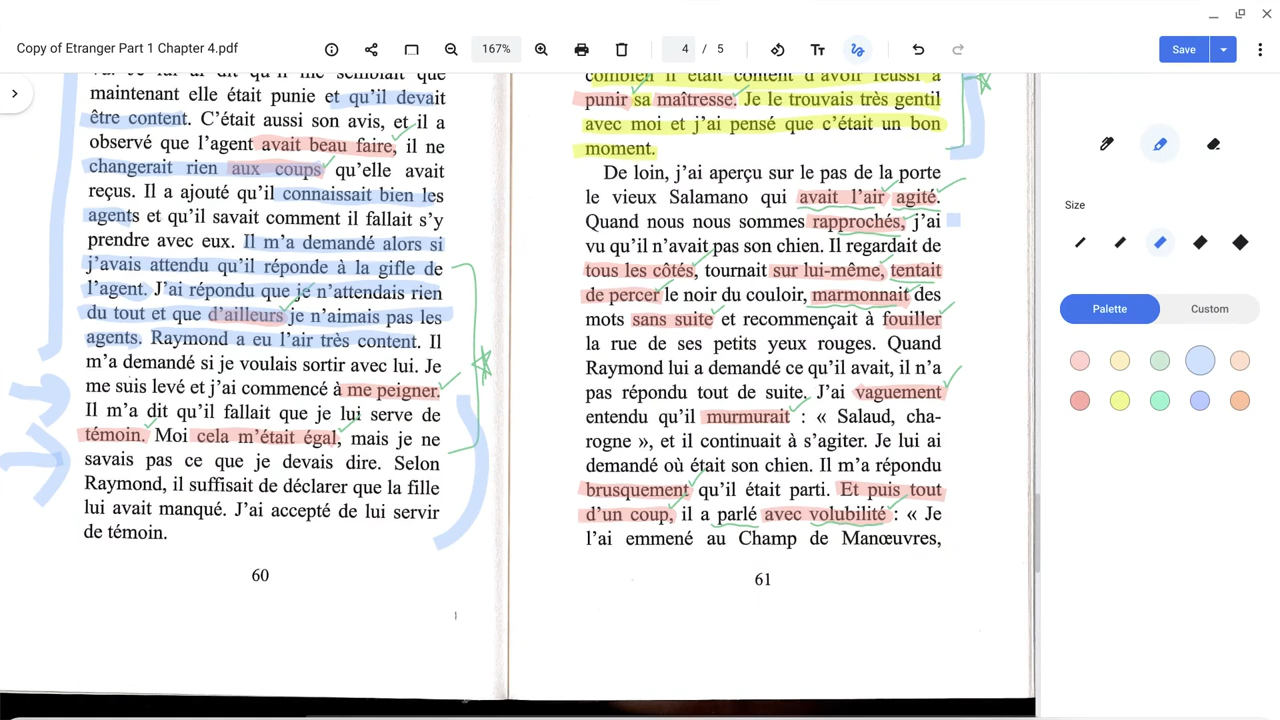 Copy of Etranger Part 1 Chapter 4.pdf
167%
4 / 5
Save
maintenant elle était punie et qu'il devait
être content. C'était aussi son avis, et il a
observé que l'agent avait beau faire, il ne
changerait rien aux coups qu'elle avait
reçus. Il a ajouté qu'il connaissait bien les
agents et qu'il savait comment il fallait s'y
prendre avec eux. Il m'a demandé alors si
j'avais attendu qu'il réponde à la gifle de
l'agent. J'ai répondu que je n'attendais rien
du tout et que d'ailleurs je n'aimais pas les
agents. Raymond a eu l'air très content. Il
m'a demandé si je voulais sortir avec lui. Je
me suis levé et j'ai commencé à me peigner.
Il m'a dit qu'il fallait que je lui serve de
témoin. Moi cela m'était égal, mais je ne
savais pas ce que je devais dire. Selon
Raymond, il suffisait de déclarer que la fille
lui avait manqué. J'ai accepté de lui servir
de témoin.
60
combien il était content d'avoir réussi à
punir sa maîtresse. Je le trouvais très gentil
avec moi et j'ai pensé que c'était un bon
moment.
De loin, j'ai aperçu sur le pas de la porte
le vieux Salamano qui avait l'air agité.
Quand nous nous sommes rapprochés, j'ai
vu qu'il n'avait pas son chien. Il regardait de
tous les côtés, tournait sur lui-même, tentait
de percer le noir du couloir, marmonnait des
mots sans suite et recommençait à fouiller
la rue de ses petits yeux rouges. Quand
Raymond lui a demandé ce qu'il avait, il n'a
pas répondu tout de suite. J'ai vaguement
entendu qu'il murmurait : « Salaud, cha-
rogne », et il continuait à s'agiter. Je lui ai
demandé où était son chien. Il m'a répondu
brusquement qu'il était parti. Et puis tout
d'un coup, il a parlé avec volubilité : « Je
l'ai emmené au Champ de Manœuvres,
61
Size
Palette
Custom